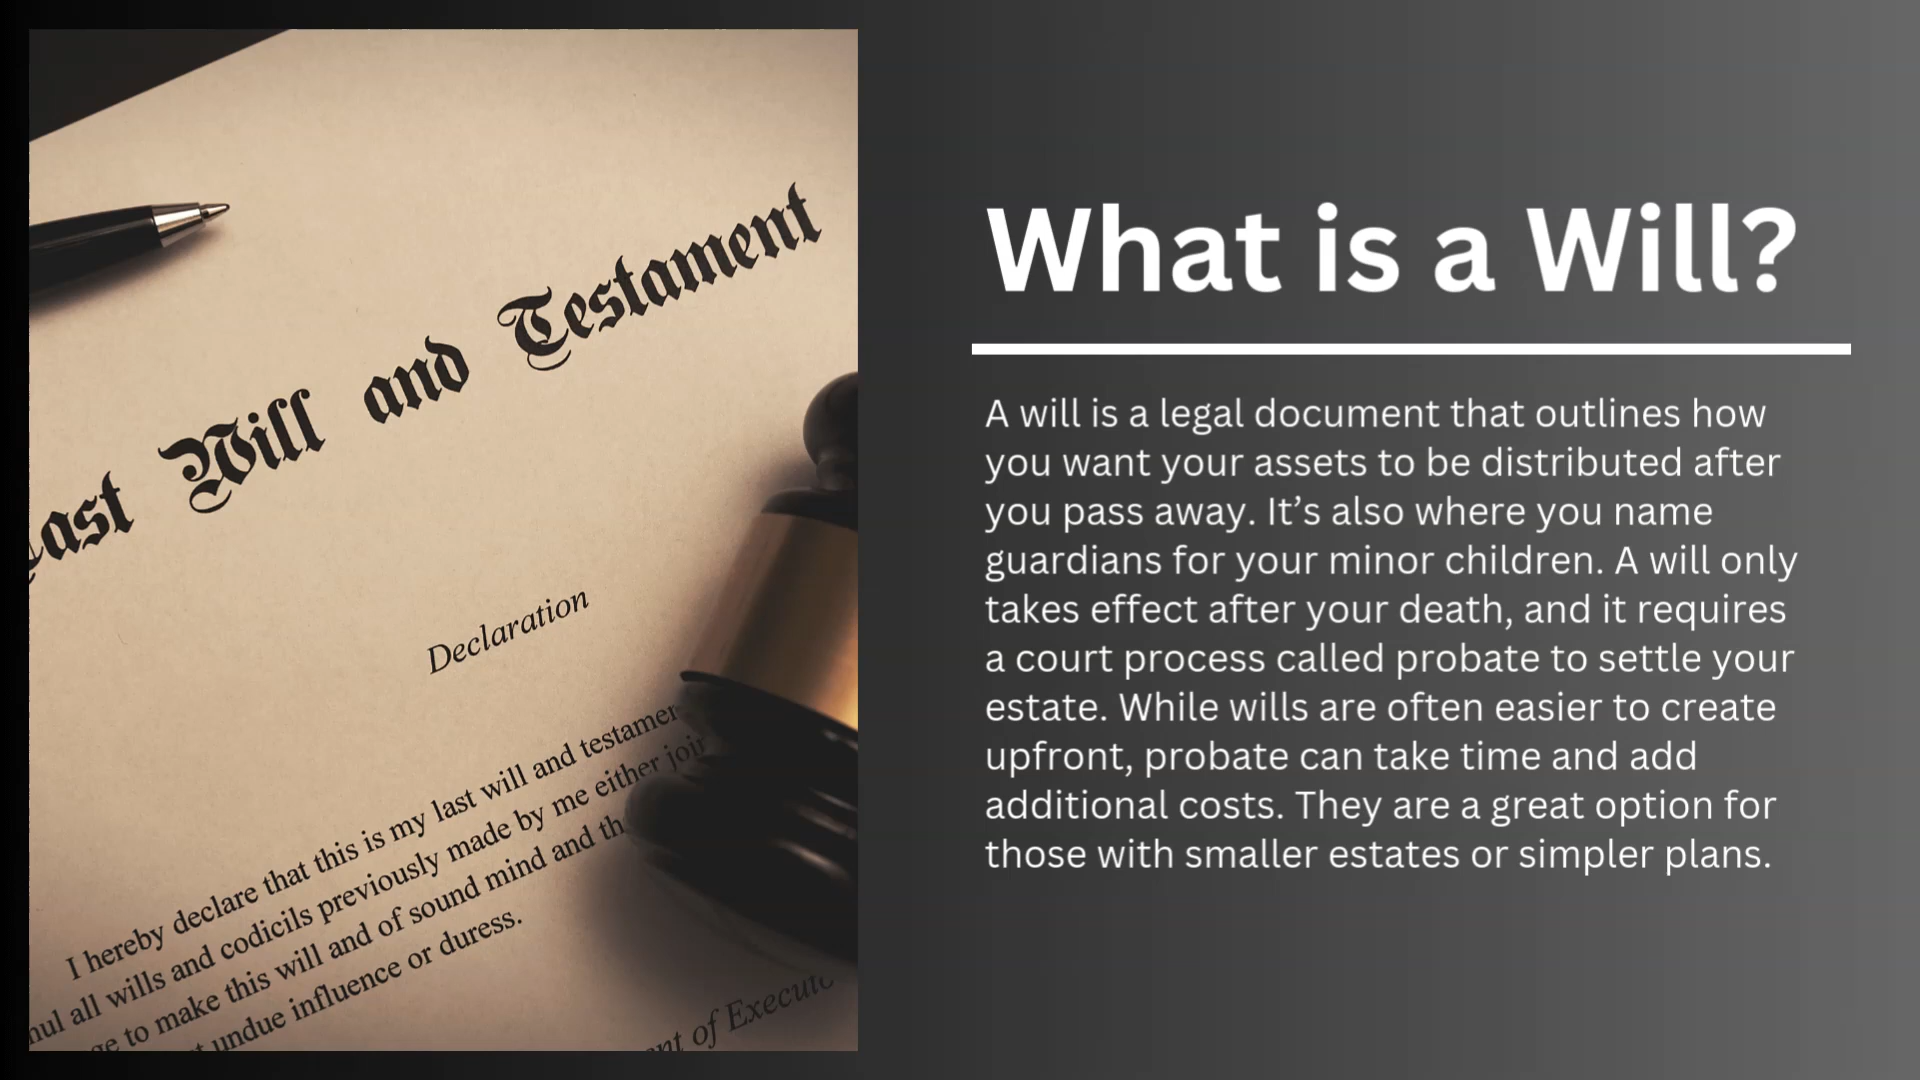 Last Will and Testament
Declaration
I hereby declare that this is my last will and
all wills and codicils previously made by me either
to make this will and of sound mind and
undue influence or duress.
of
What is a Will?
A will is a legal document that outlines how
you want your assets to be distributed after
you pass away. It’s also where you name
guardians for your minor children. A will only
takes effect after your death, and it requires
a court process called probate to settle your
estate. While wills are often easier to create
upfront, probate can take time and add
additional costs. They are a great option for
those with smaller estates or simpler plans.